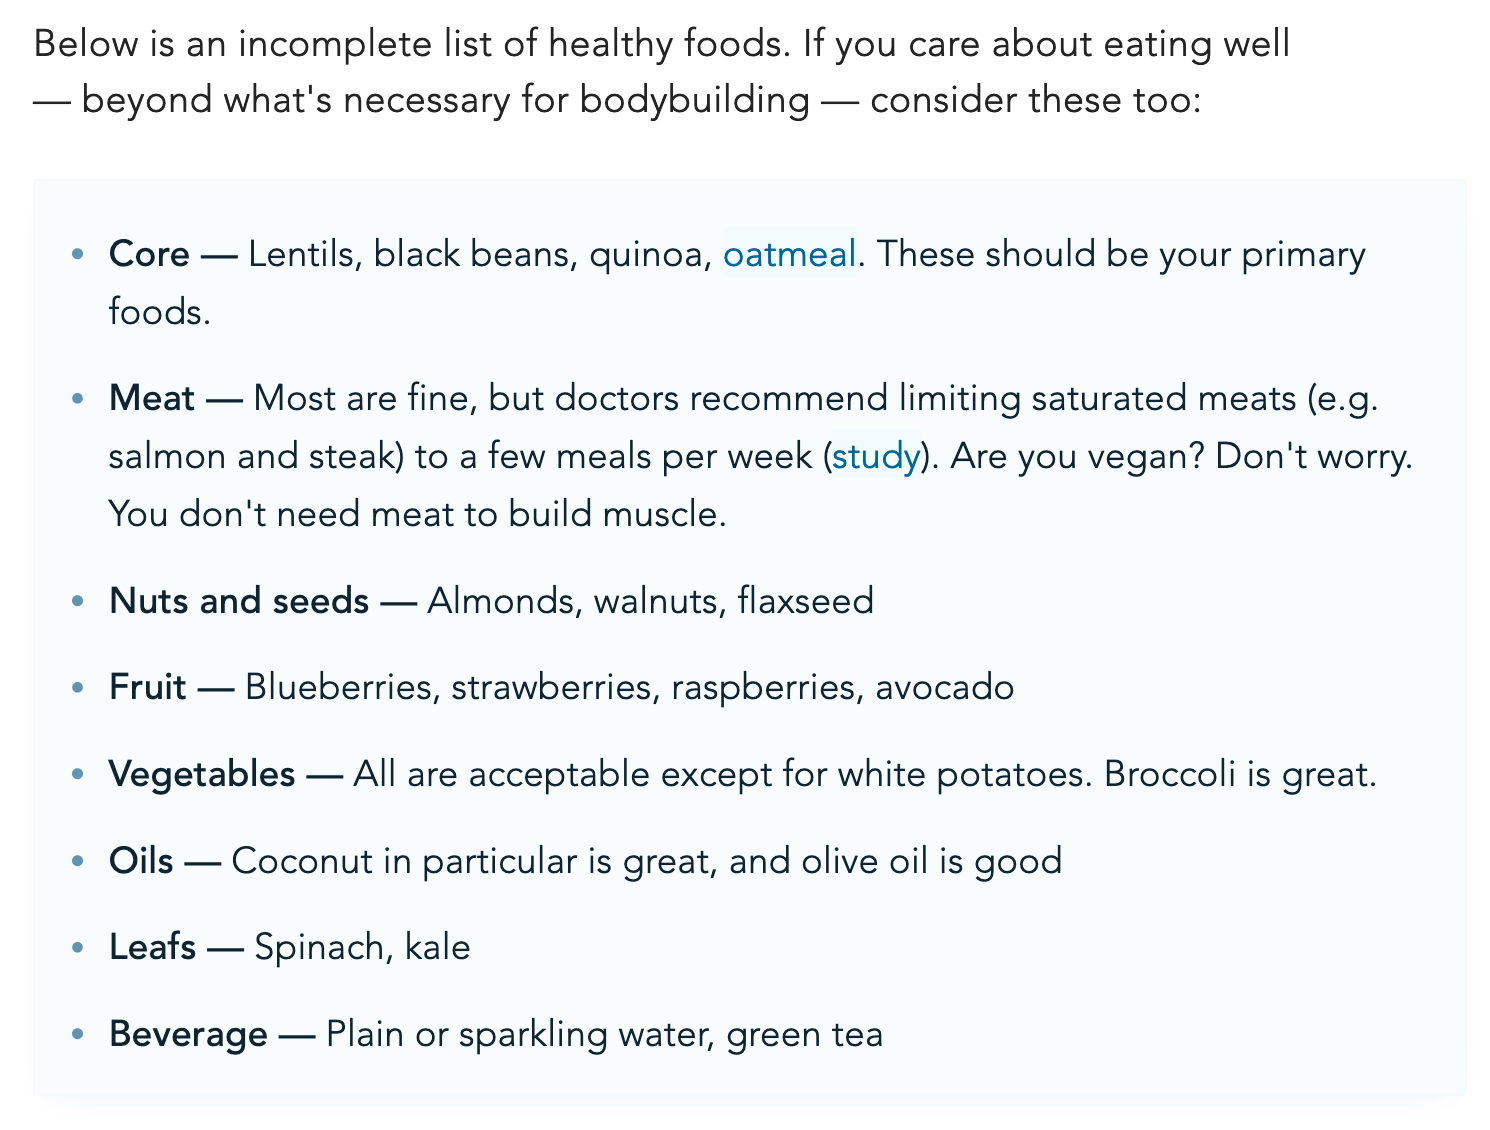 Below is an incomplete list of healthy foods. If you care about eating well
— beyond what's necessary for bodybuilding — consider these too:
• Core — Lentils, black beans, quinoa, oatmeal. These should be your primary
foods.
• Meat — Most are fine, but doctors recommend limiting saturated meats (e.g.
salmon and steak) to a few meals per week (study). Are you vegan? Don't worry.
You don't need meat to build muscle.
• Nuts and seeds — Almonds, walnuts, flaxseed
• Fruit — Blueberries, strawberries, raspberries, avocado
• Vegetables — All are acceptable except for white potatoes. Broccoli is great.
• Oils — Coconut in particular is great, and olive oil is good
• Leafs — Spinach, kale
• Beverage — Plain or sparkling water, green tea